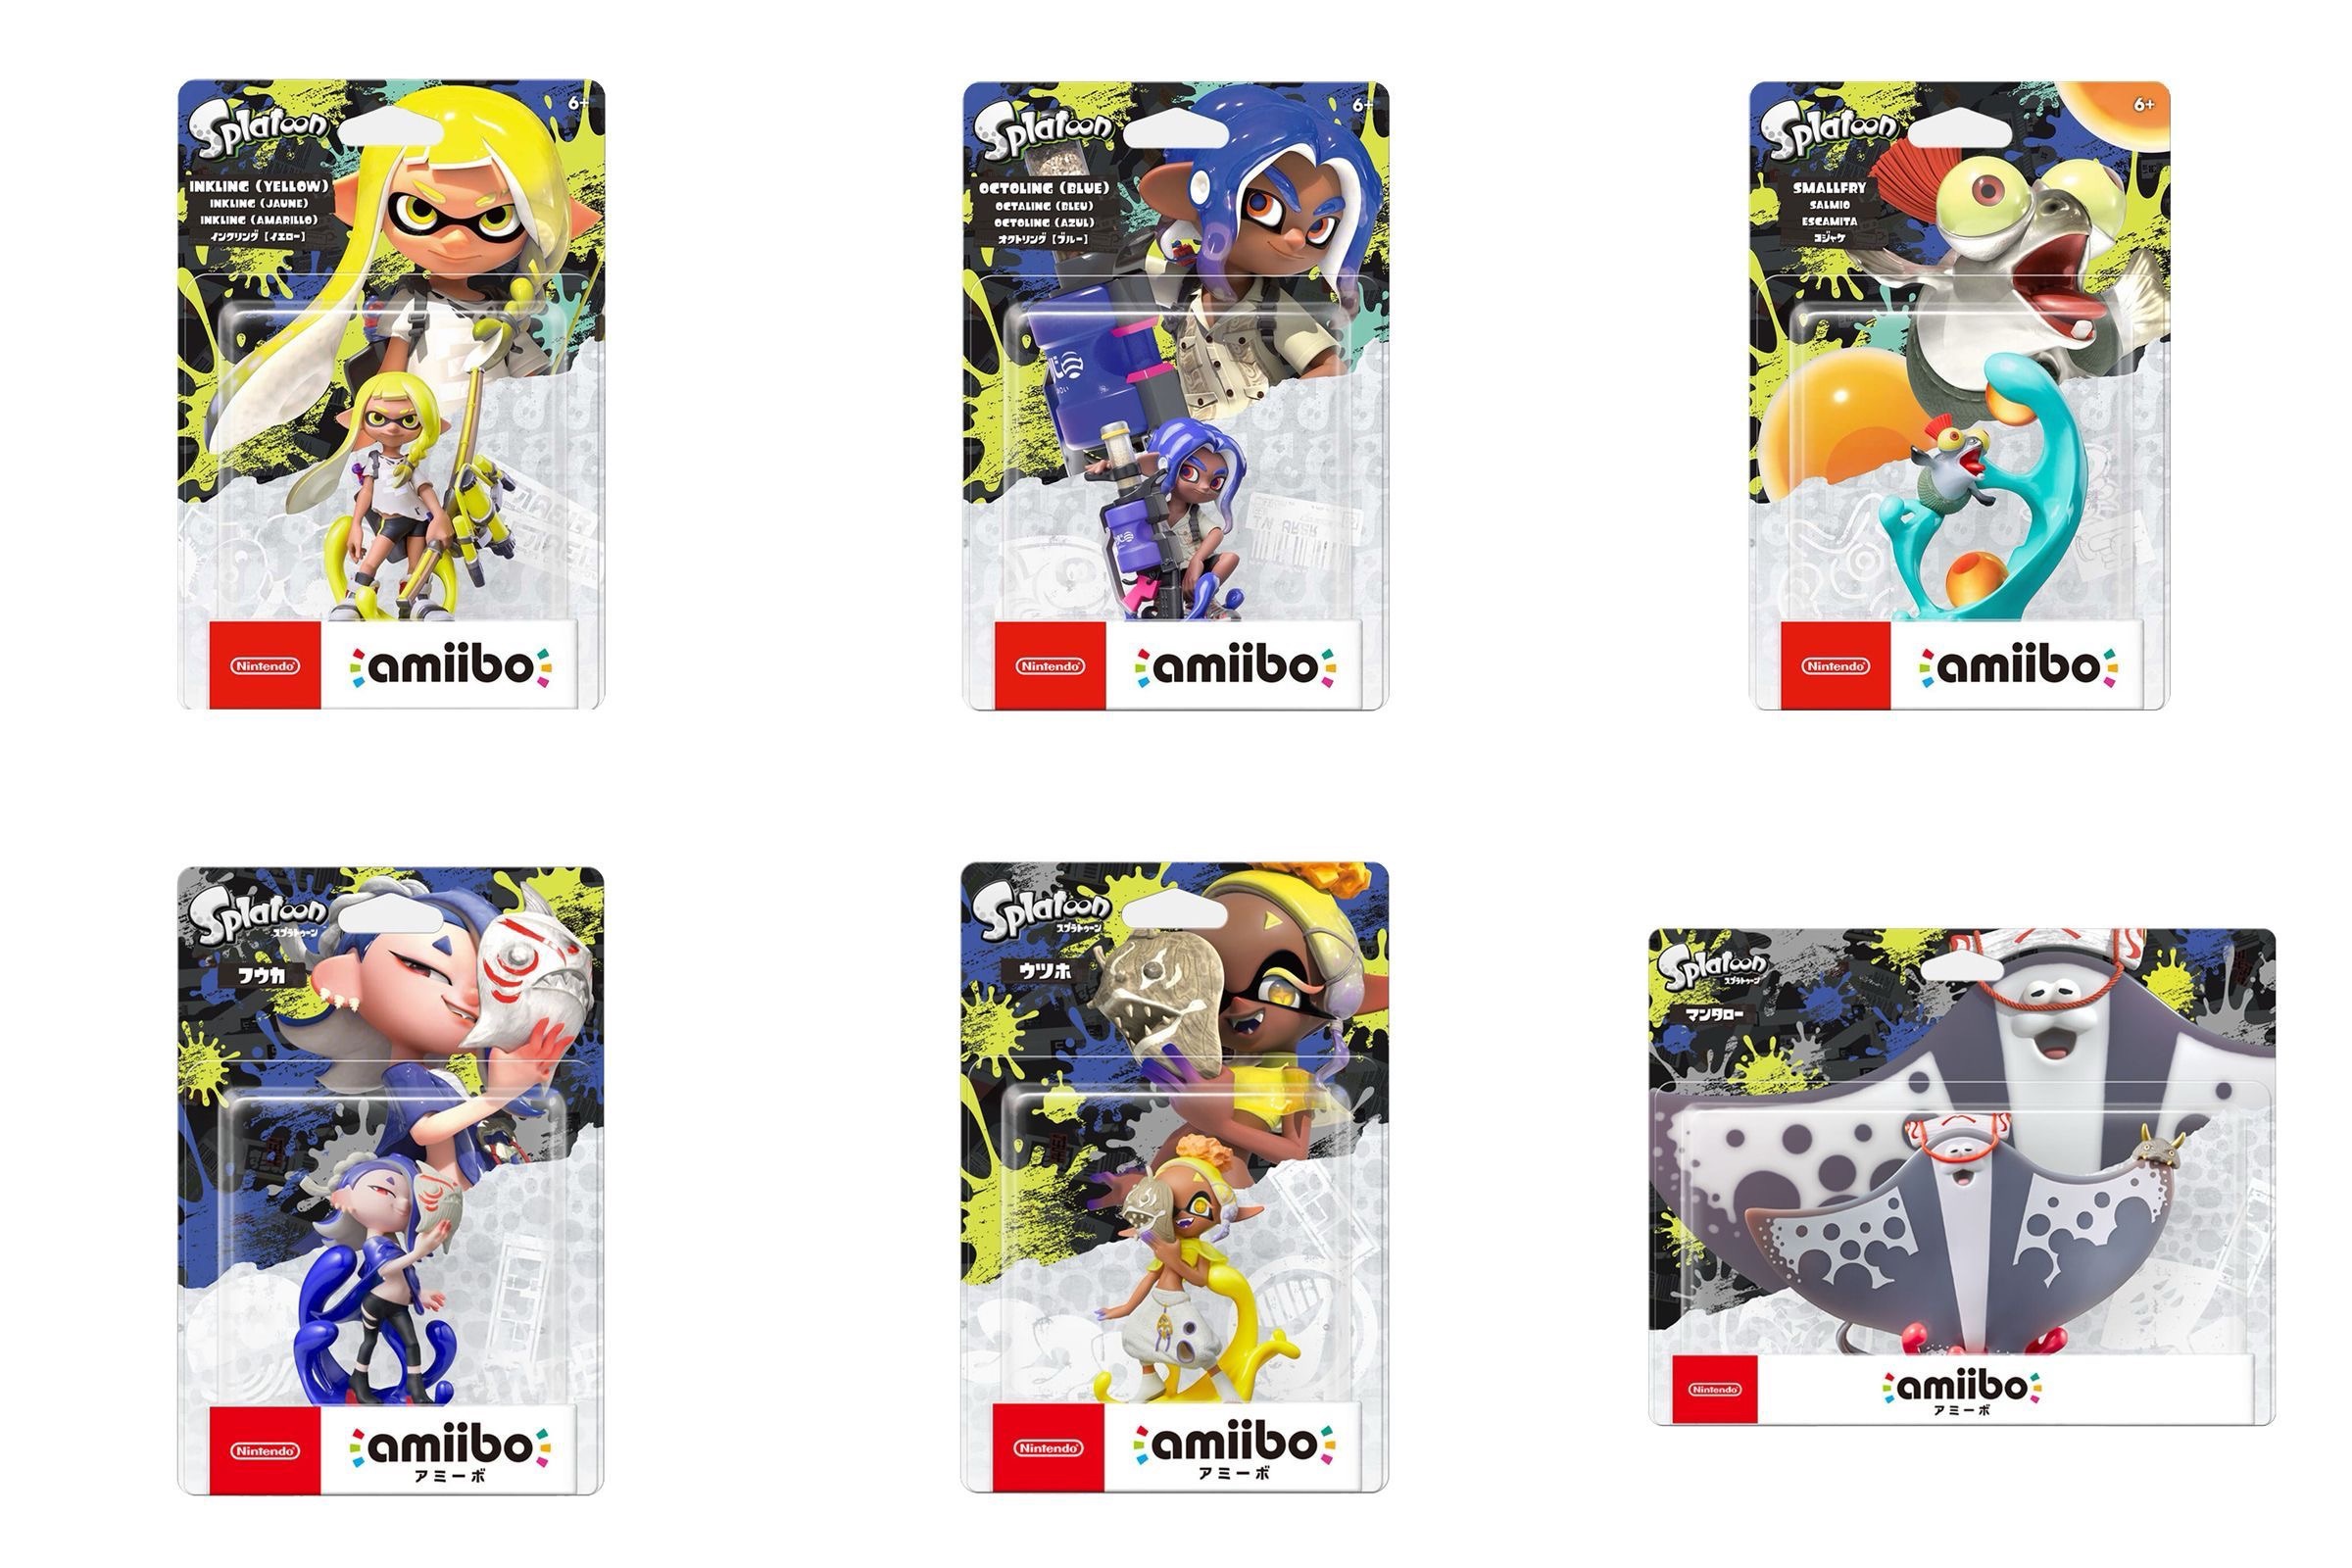 Splatoon
6+
INKLING (YELLOW)
INKLING (JAUNE)
INKLING (AMARILLO)
インクリング【イエロー】
Nintendo
amiibo
Splatoon
6+
OCTOLING (BLUE)
OCTALING (BLEU)
OCTOLING (AZUL)
オクトリング【ブルー】
Nintendo
amiibo
Splatoon
6+
SMALLFRY
SALMIO
ESCAMITA
コジャケ
Nintendo
amiibo
Splatoon
スプラトゥーン
フウカ
Nintendo
amiibo
アミーボ
Splatoon
スプラトゥーン
ウツホ
Nintendo
amiibo
アミーボ
Splatoon
スプラトゥーン
マンタロー
Nintendo
amiibo
アミーボ